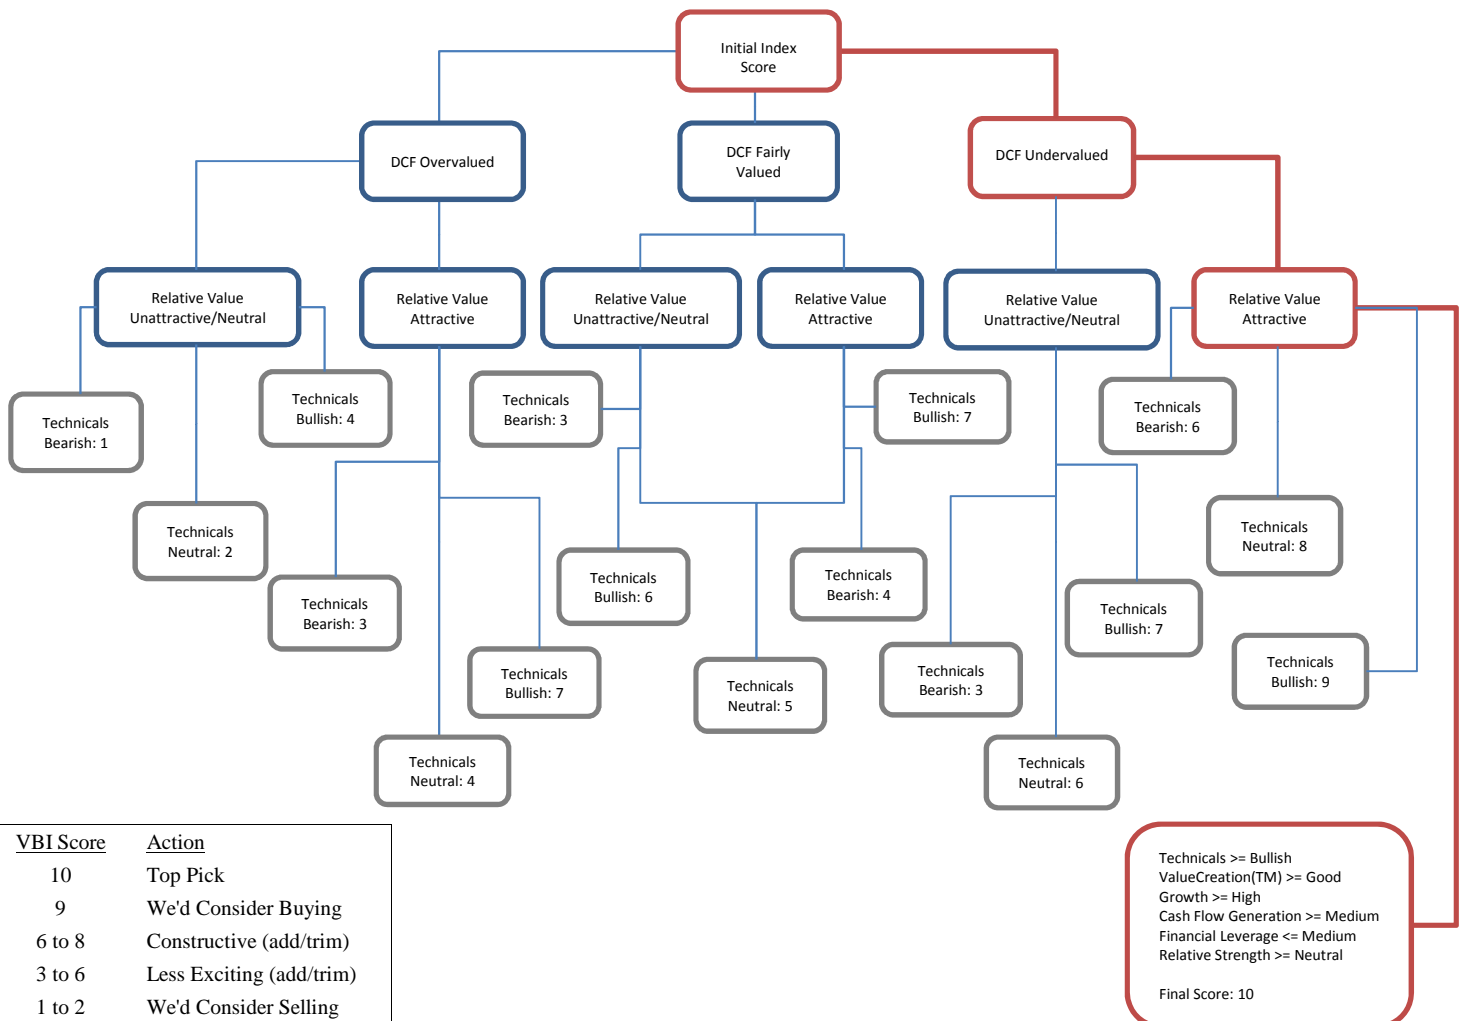 Initial Index
Score
DCF Overvalued
DCF Fairly
Valued
DCF Undervalued
Relative Value
Unattractive/Neutral
Relative Value
Attractive
Relative Value
Unattractive/Neutral
Relative Value
Attractive
Relative Value
Unattractive/Neutral
Relative Value
Attractive
Technicals
Bearish: 1
Technicals
Bullish: 4
Technicals
Bearish: 3
Technicals
Bullish: 7
Technicals
Bearish: 6
Technicals
Neutral: 2
Technicals
Neutral: 8
Technicals
Bearish: 3
Technicals
Bullish: 6
Technicals
Bearish: 4
Technicals
Bullish: 7
Technicals
Bullish: 7
Technicals
Neutral: 5
Technicals
Bearish: 3
Technicals
Bullish: 9
Technicals
Neutral: 4
Technicals
Neutral: 6
VBI Score Action
10 Top Pick
9 We'd Consider Buying
6 to 8 Constructive (add/trim)
3 to 6 Less Exciting (add/trim)
1 to 2 We'd Consider Selling
Technicals >= Bullish
ValueCreation(TM) >= Good
Growth >= High
Cash Flow Generation >= Medium
Financial Leverage <= Medium
Relative Strength >= Neutral
Final Score: 10